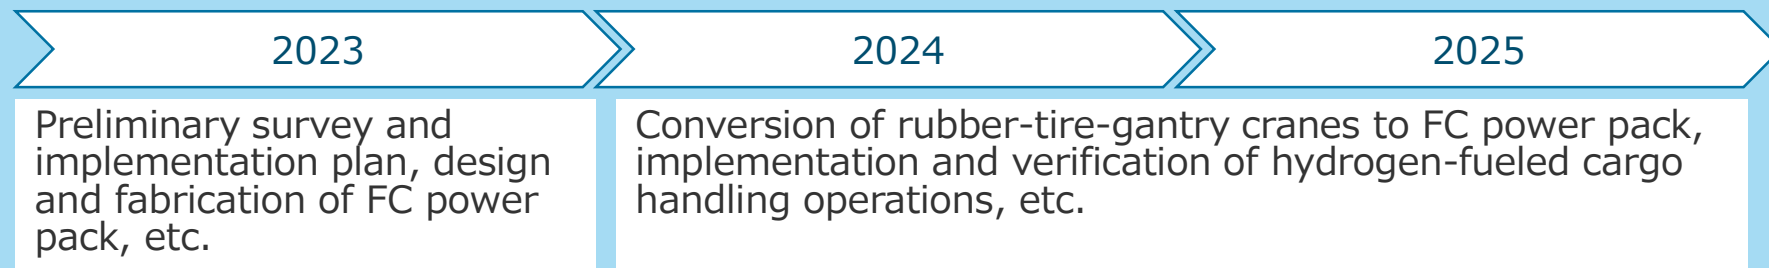 2023
2024
2025
Preliminary survey and
implementation plan, design
and fabrication of FC power
pack, etc.
Conversion of rubber-tire-gantry cranes to FC power pack,
implementation and verification of hydrogen-fueled cargo
handling operations, etc.